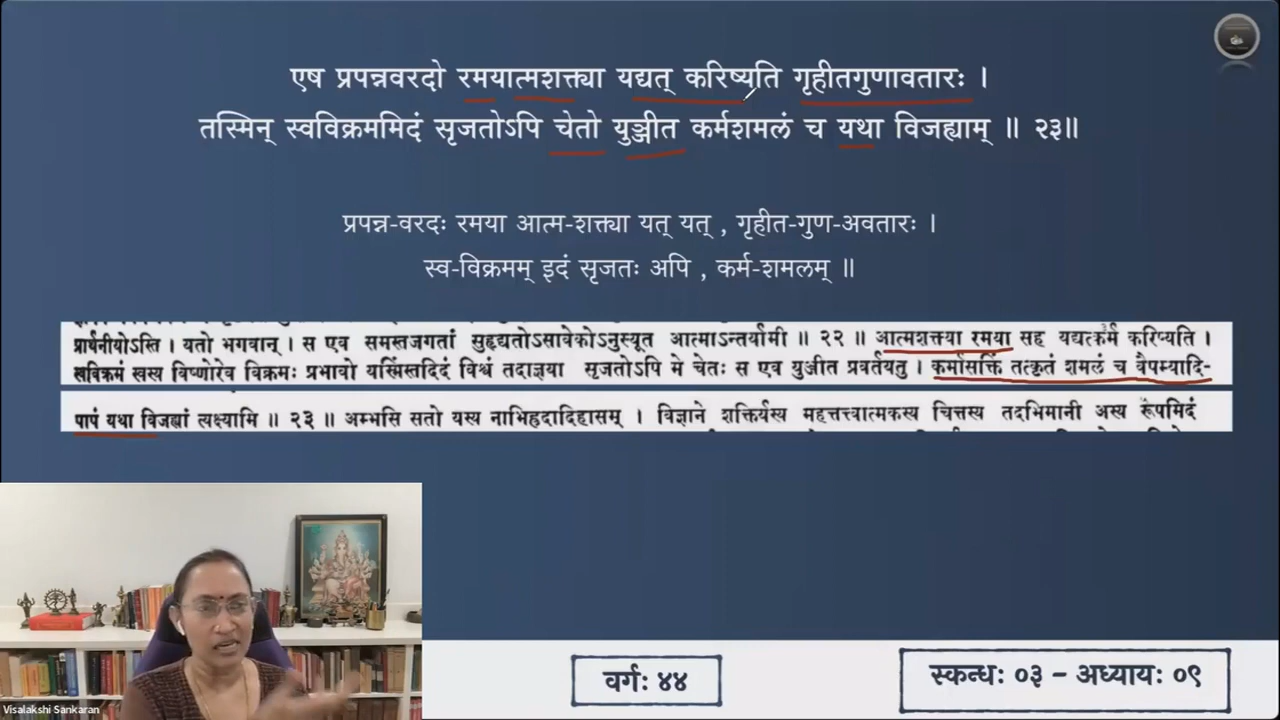 एष प्रपन्नवरदो रमयात्मशक्त्या यद्यत् करिष्यति गृहीतगुणावतारः ।
तस्मिन् स्वविक्रममिदं सृजतोऽपि चेतो युञ्जीत कर्मशमलं च यथा विजह्याम् ॥ २३॥
प्रपन्न-वरदः रमया आत्म-शक्त्या यत् यत् , गृहीत-गुण-अवतारः ।
स्व-विक्रमम् इदं सृजतः अपि , कर्म-शमलम् ॥
प्रार्थनीयोऽस्ति । यतो भगवान् । स एव समस्तजगतां सुहृद्यतोऽसावेकोऽनुस्यूत आत्माऽन्तर्यामी ॥ २२ ॥ आत्मशक्त्या रमया सह यद्यत्कर्म करिष्यति ।
स्वविक्रमं स्वस्य विष्णोरेव विक्रमः प्रभावो यस्मिंस्तदिदं विश्वं तदाज्ञया सृजतोऽपि मे चेतः स एव युञ्जीत प्रवर्तयतु । कर्मासक्तिं तत्कृतं शमलं च वैषम्यादि-
पापं यथा विजह्यां त्यक्ष्यामि ॥ २३ ॥ अम्भसि सतो यस्य नाभिह्रदादिहासम् । विज्ञाने शक्तिर्यस्य महत्तत्त्वात्मकस्य चित्तस्य तदभिमानी अस्य रूपमिदं
Visalakshi Sankaran
वर्गः ४४
स्कन्धः ०३ – अध्यायः ०९